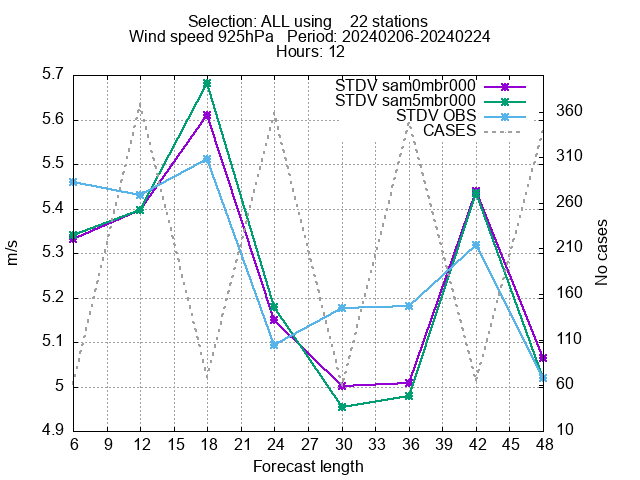 Selection: ALL using 22 stations
Wind speed 925hPa Period: 20240206-20240224
Hours: 12
STDV sam0mbr000
STDV sam5mbr000
STDV OBS
CASES
5.7
5.6
5.5
5.4
5.3
5.2
5.1
5
4.9
m/s
360
310
260
210
160
110
60
10
No cases
6 12 15 18 21 24 27 30 33 36 39 42 45 48
9
Forecast length